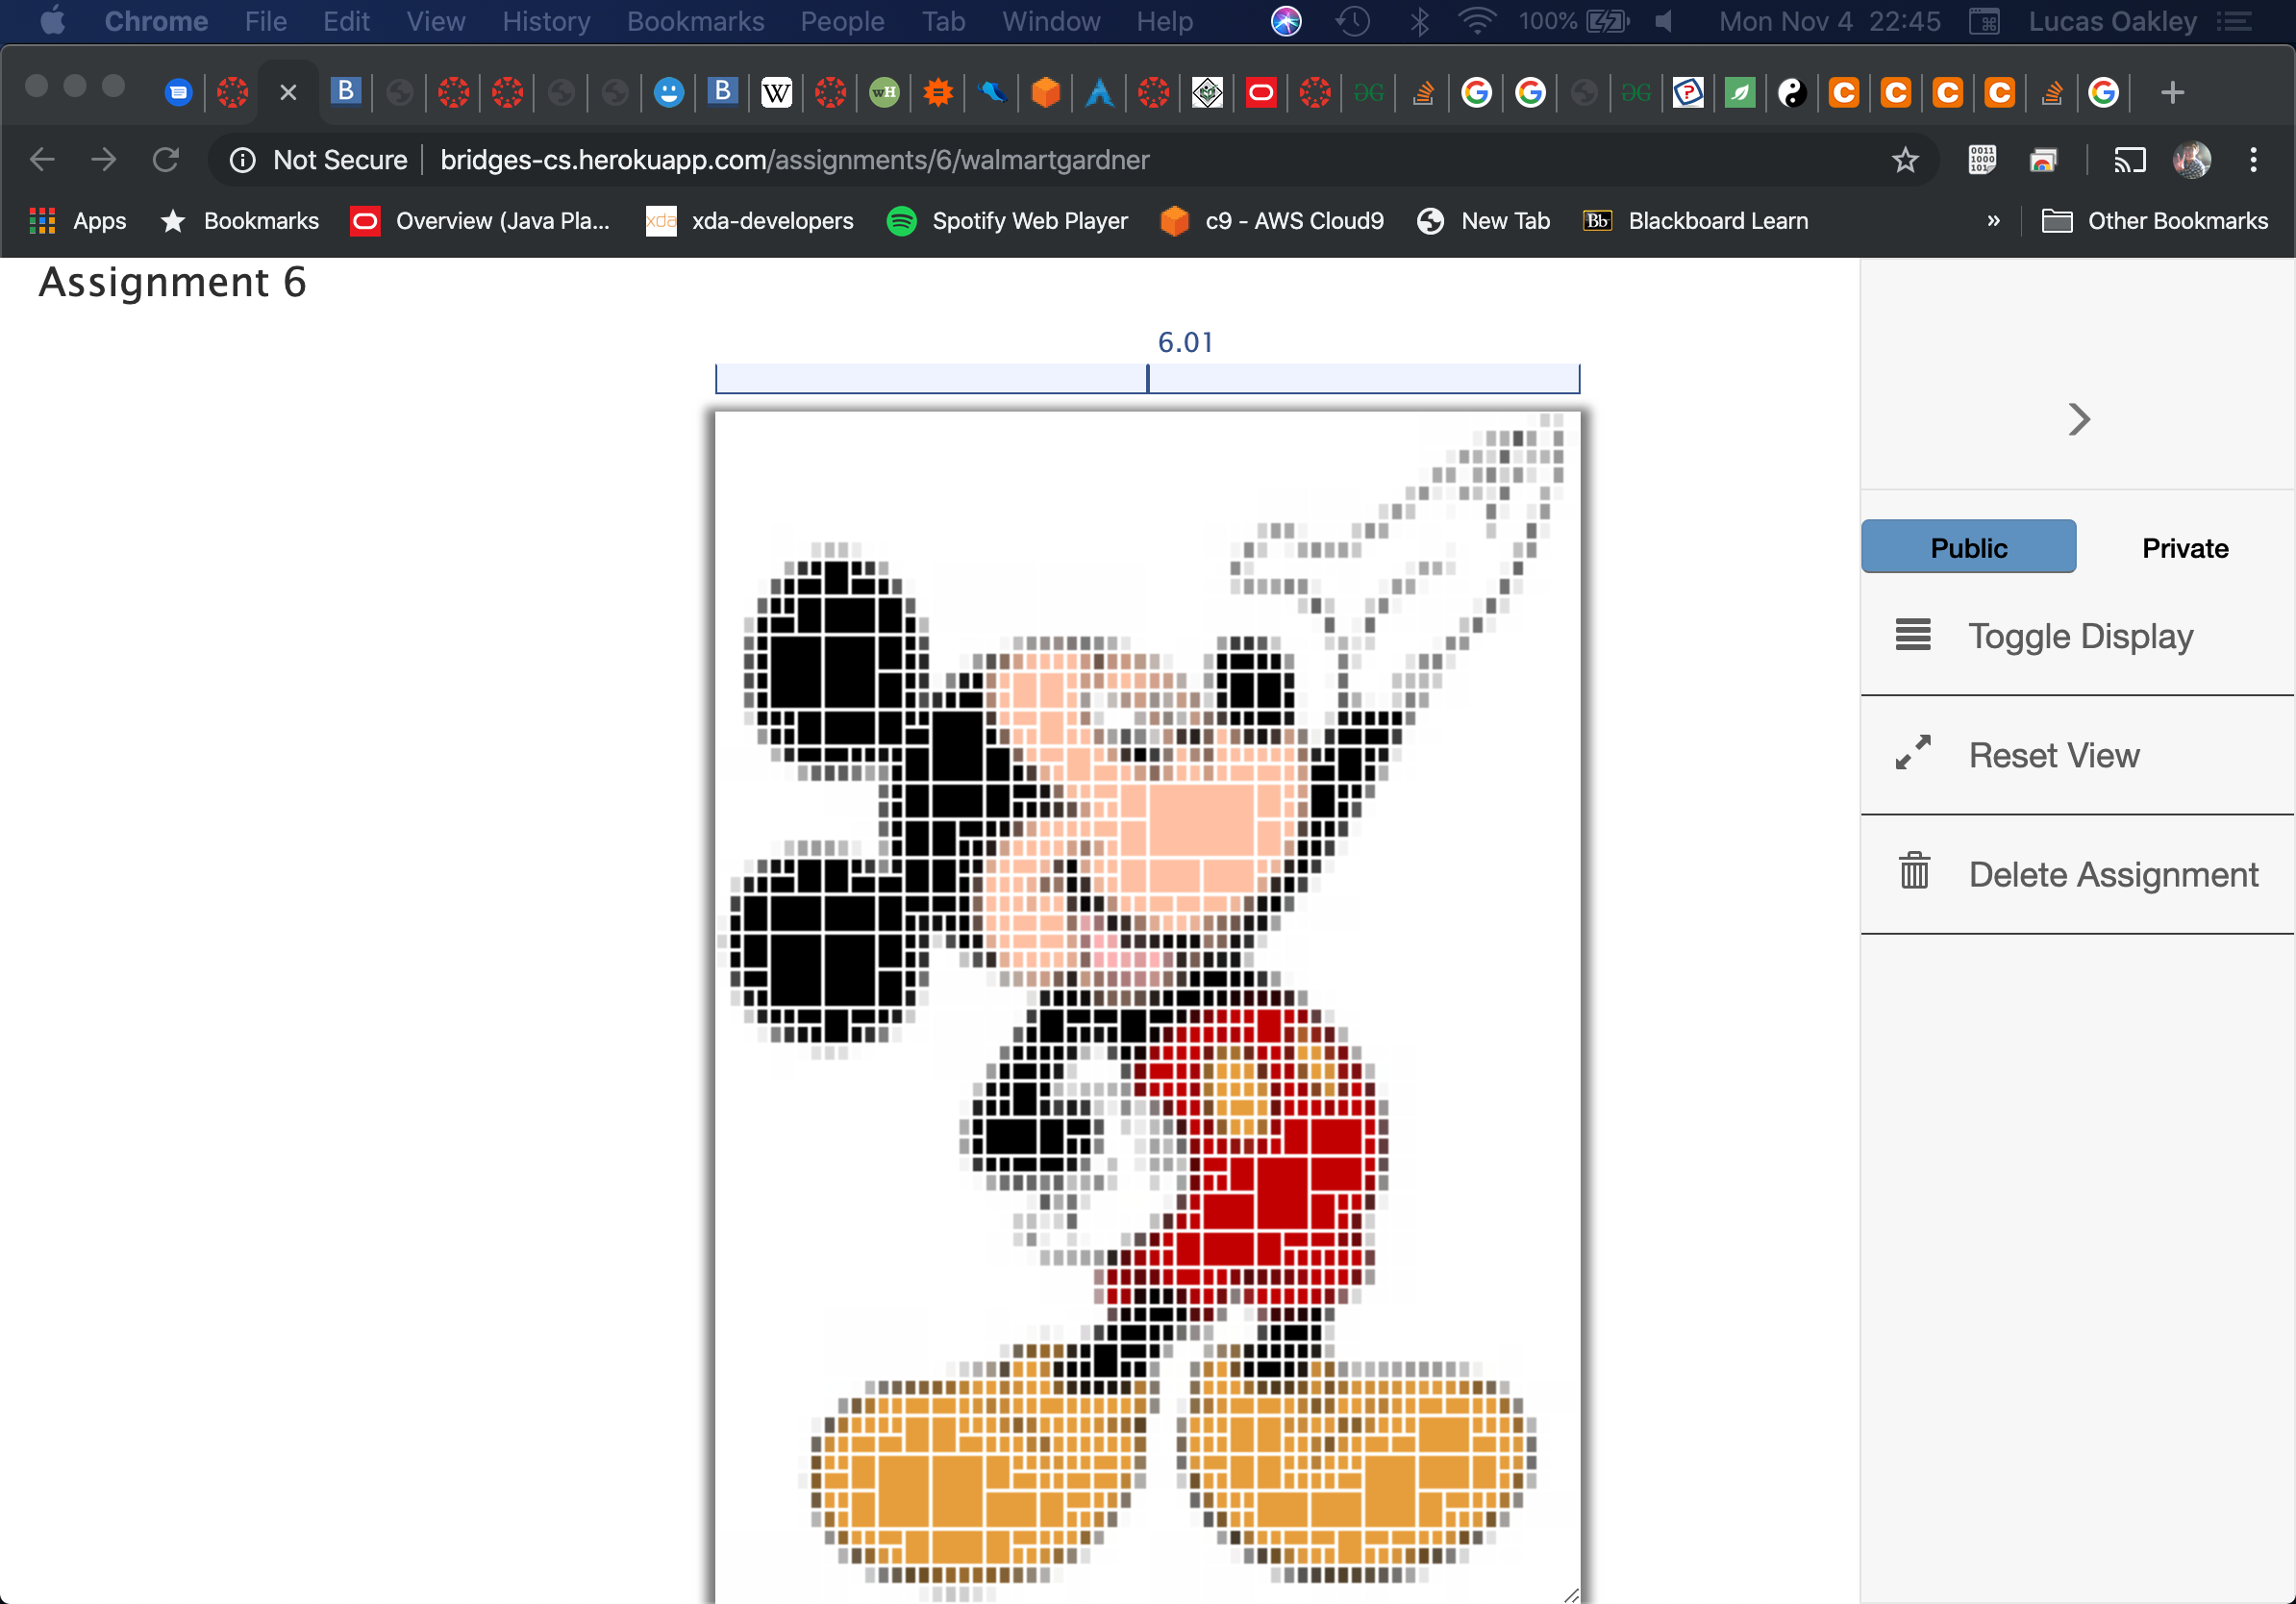 Chrome File Edit View History Bookmarks People Tab Window Help 100% Mon Nov 4 22:45 Lucas Oakley
B B W wH C C C C
Not Secure bridges-cs.herokuapp.com/assignments/6/walmartgardner
Apps Bookmarks Overview (Java Pla... xda xda-developers Spotify Web Player c9 - AWS Cloud9 New Tab Bb Blackboard Learn » Other Bookmarks
Assignment 6
6.01
Public Private
Toggle Display
Reset View
Delete Assignment